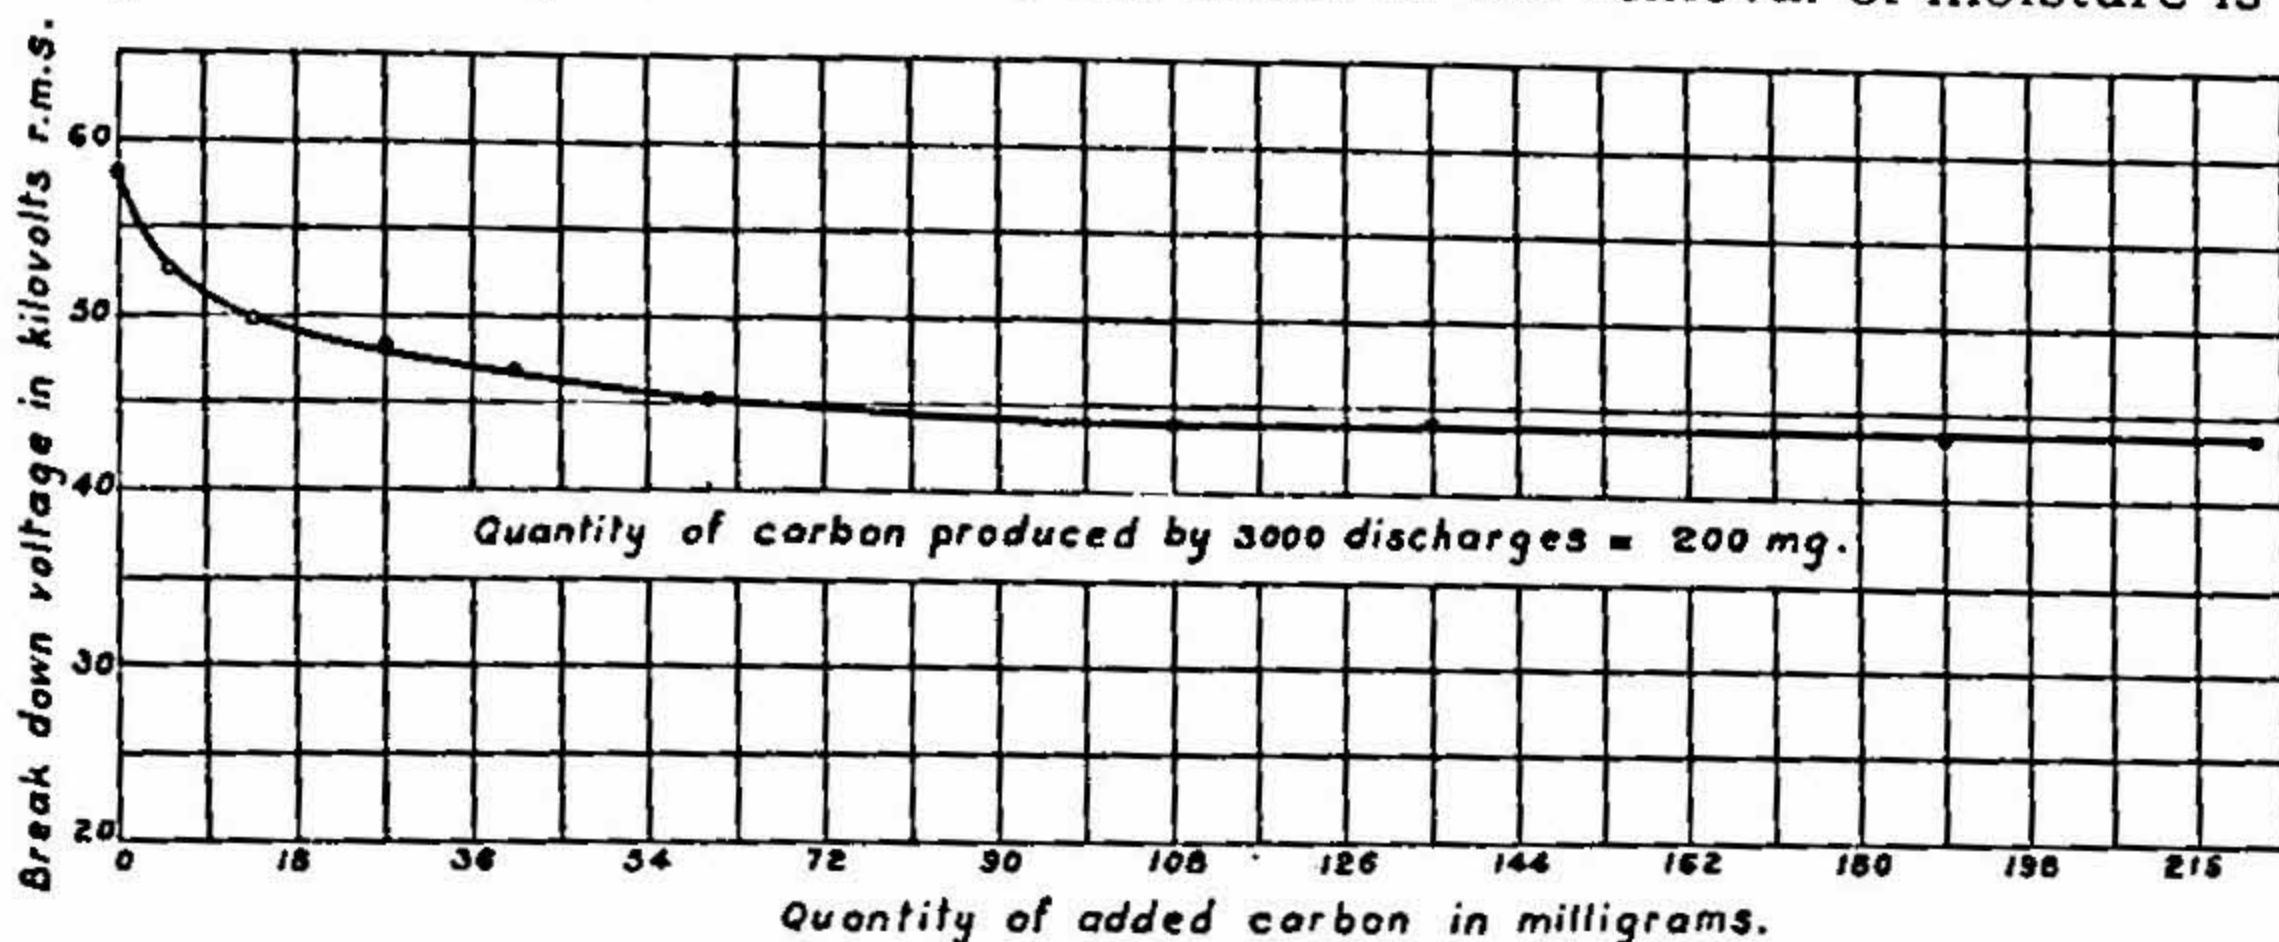 moisture is
Break down voltage in kilovolts r.m.s.
60
50
40
Quantity of carbon produced by 3000 discharges = 200 mg.
30
20
0 18 36 54 72 90 108 126 144 162 180 198 215
Quantity of added carbon in milligrams.